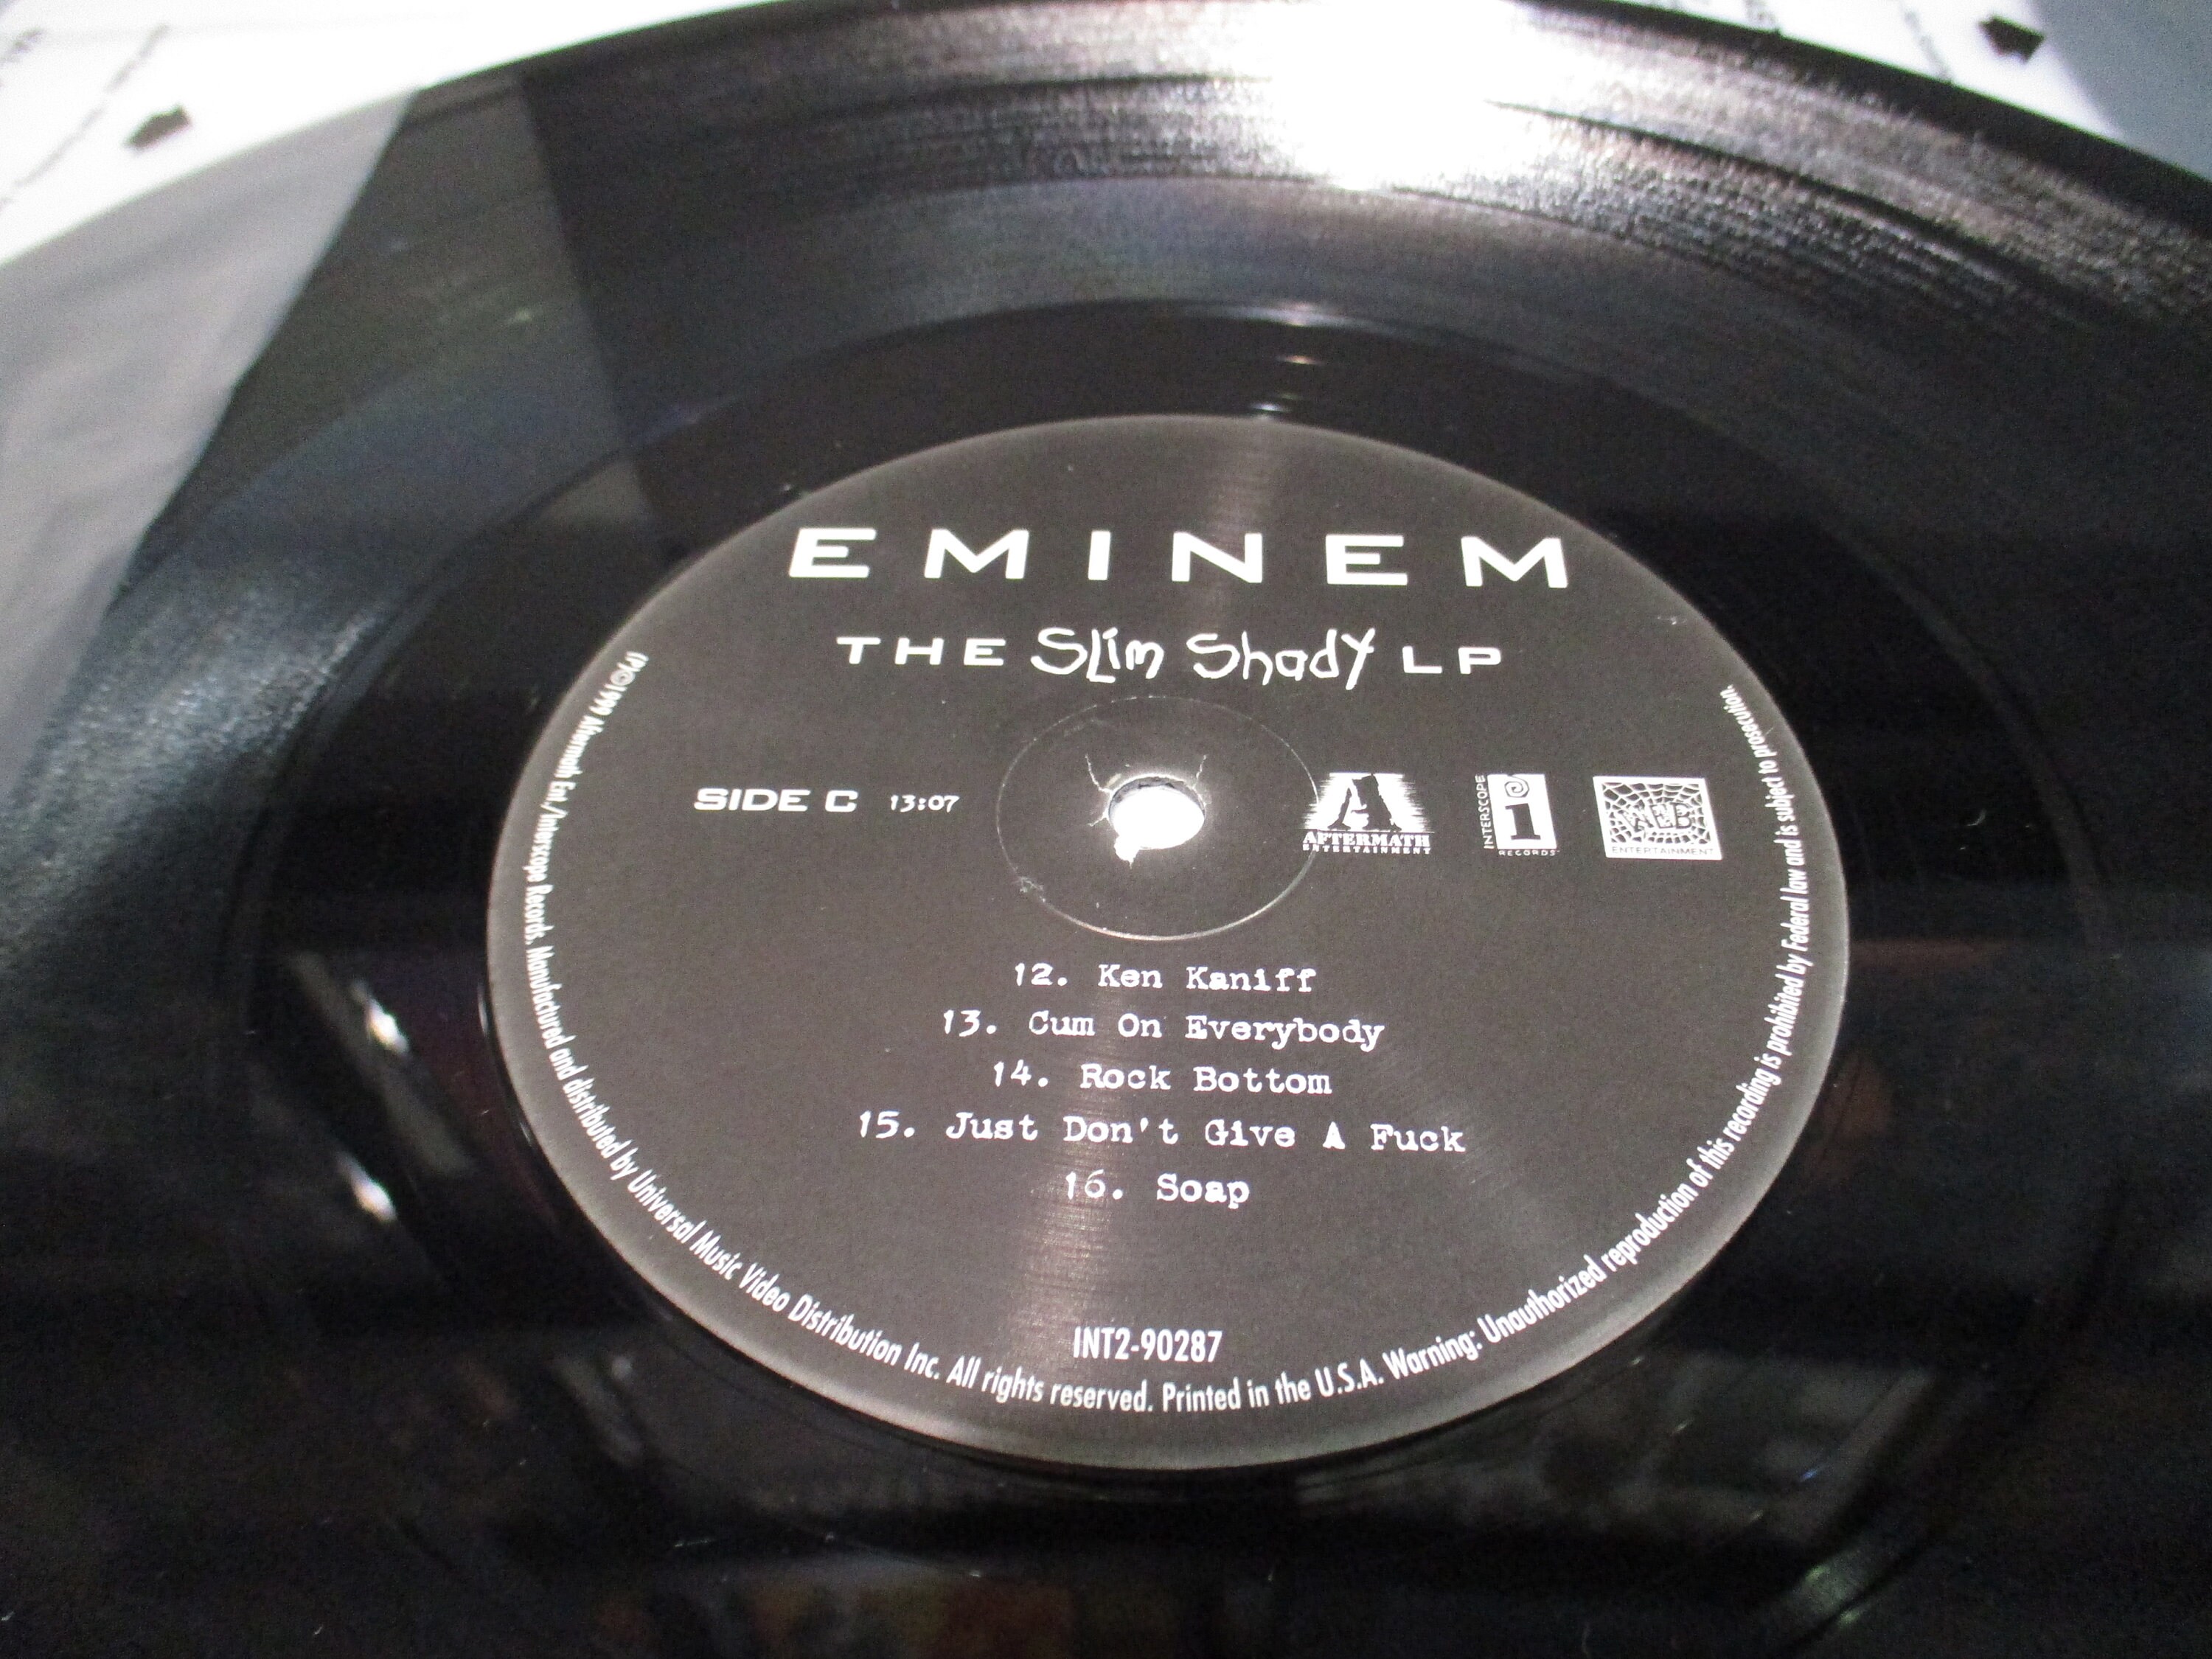 EMINEM
THE SLim ShadY LP
SIDE C 13:07
AFTERMATH
ENTERTAINMENT
INTERSCOPE
i
RECORDS
WEB
ENTERTAINMENT
12. Ken Kaniff
13. Cum On Everybody
14. Rock Bottom
15. Just Don't Give A Fuck
16. Soap
INT2-90287
(P)©1999 Aftermath Ent./Interscope Records. Manufactured and distributed by Universal Music Video Distribution Inc. All rights reserved. Printed in the U.S.A. Warning: Unauthorized reproduction of this recording is prohibited by Federal law and is subject to prosecution.